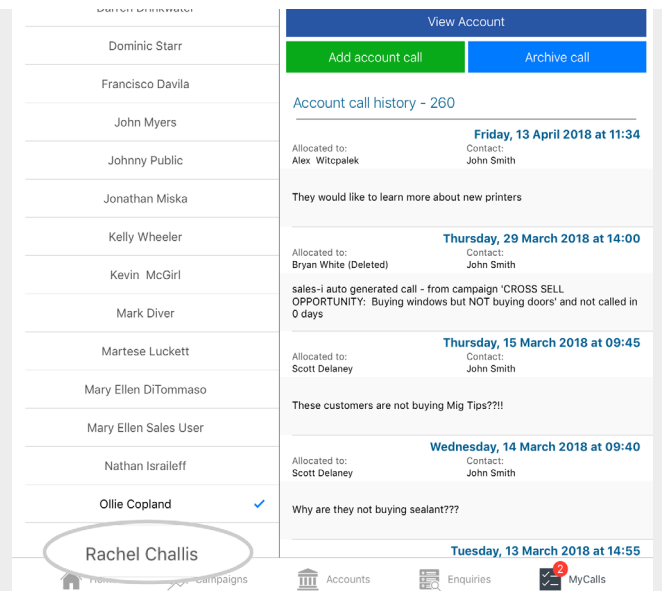 Dominic Starr
Francisco Davila
John Myers
Johnny Public
Jonathan Miska
Kelly Wheeler
Kevin McGirl
Mark Diver
Martese Luckett
Mary Ellen DiTommaso
Mary Ellen Sales User
Nathan Israileff
Ollie Copland
Rachel Challis
View Account
Add account call
Archive call
Account call history - 260
Friday, 13 April 2018 at 11:34
Allocated to:
Contact:
Alex Witcpalek
John Smith
They would like to learn more about new printers
Thursday, 29 March 2018 at 14:00
Allocated to:
Contact:
Bryan White (Deleted)
John Smith
sales-i auto generated call - from campaign 'CROSS SELL
OPPORTUNITY: Buying windows but NOT buying doors' and not called in
0 days
Thursday, 15 March 2018 at 09:45
Allocated to:
Contact:
Scott Delaney
John Smith
These customers are not buying Mig Tips??!!
Wednesday, 14 March 2018 at 09:40
Allocated to:
Contact:
Scott Delaney
John Smith
Why are they not buying sealant???
Tuesday, 13 March 2018 at 14:55
Campaigns
Accounts
Enquiries
2
MyCalls